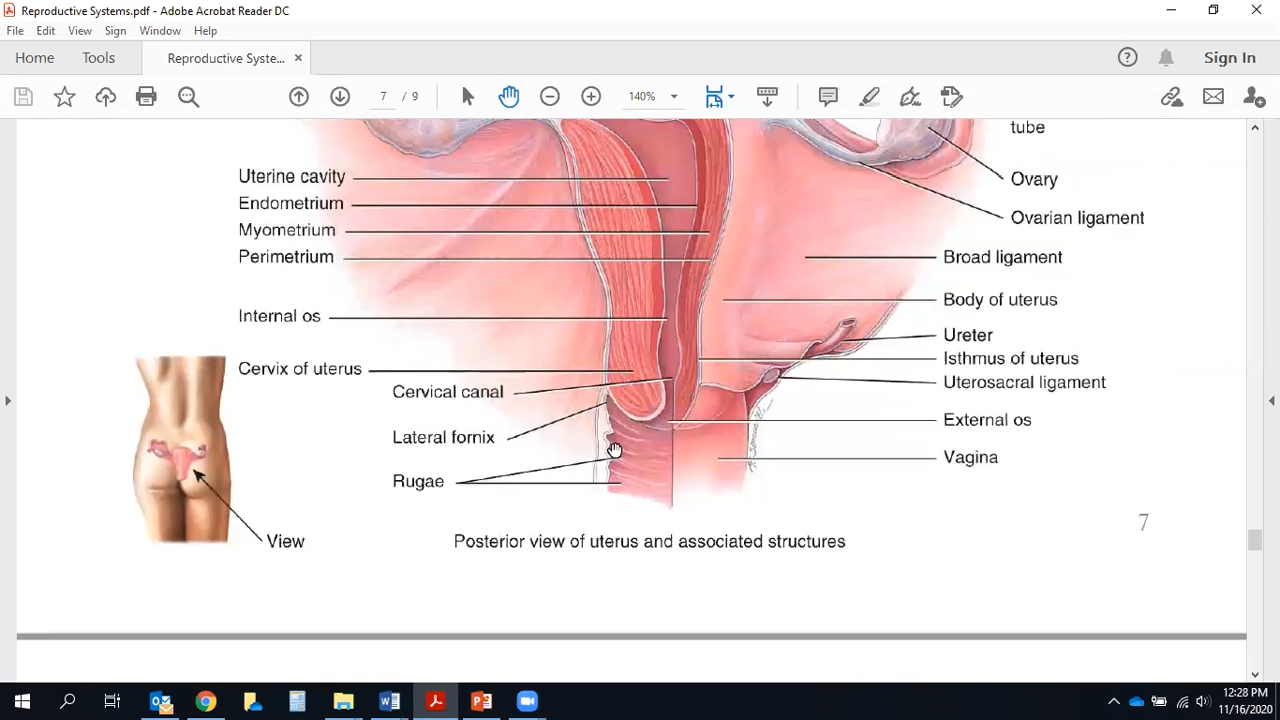 Reproductive Systems.pdf - Adobe Acrobat Reader DC
File Edit View Sign Window Help
Home Tools Reproductive Syste... × Sign In
7 / 9 140%
tube
Uterine cavity
Ovary
Endometrium
Ovarian ligament
Myometrium
Perimetrium
Broad ligament
Body of uterus
Internal os
Ureter
Isthmus of uterus
Cervix of uterus
Uterosacral ligament
Cervical canal
External os
Lateral fornix
Vagina
Rugae
7
View
Posterior view of uterus and associated structures
12:28 PM
11/16/2020